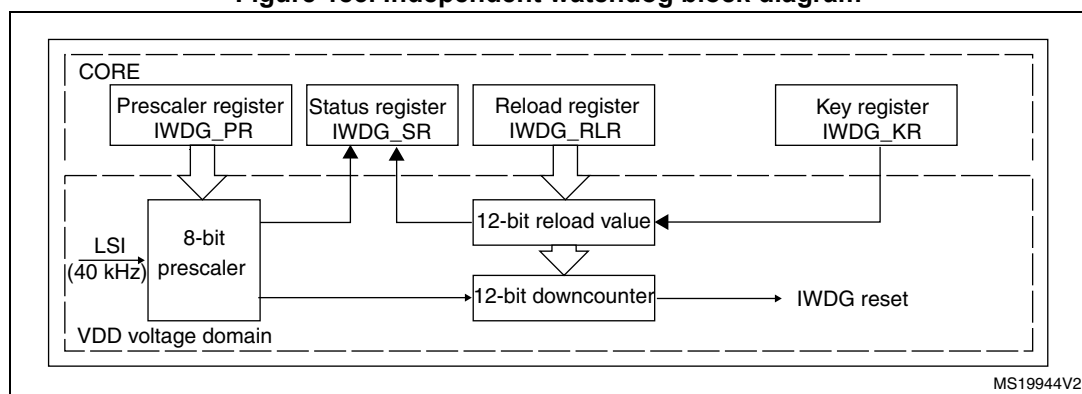 Figure Independent watchdog block diagram
CORE
Prescaler register
IWDG_PR
Status register
IWDG_SR
Reload register
IWDG_RLR
Key register
IWDG_KR
LSI
(40 kHz)
8-bit
prescaler
12-bit reload value
12-bit downcounter
IWDG reset
VDD voltage domain
MS19944V2